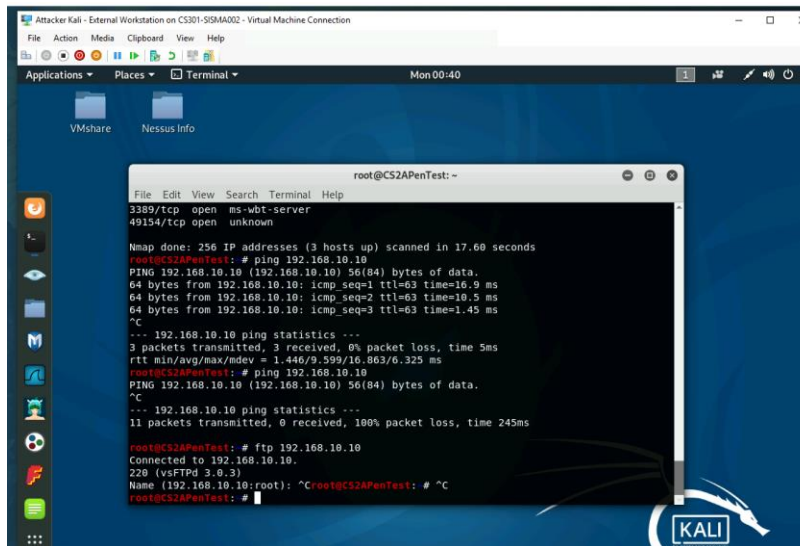 Attacker Kali - External Workstation on CS301-SISMA002 - Virtual Machine Connection
File Action Media Clipboard View Help
Applications Places Terminal Mon 00:40 1
VMshare Nessus Info
root@CS2APenTest: ~
File Edit View Search Terminal Help
3389/tcp open ms-wbt-server
49154/tcp open unknown
Nmap done: 256 IP addresses (3 hosts up) scanned in 17.60 seconds
root@CS2APenTest:~# ping 192.168.10.10
PING 192.168.10.10 (192.168.10.10) 56(84) bytes of data.
64 bytes from 192.168.10.10: icmp_seq=1 ttl=63 time=16.9 ms
64 bytes from 192.168.10.10: icmp_seq=2 ttl=63 time=10.5 ms
64 bytes from 192.168.10.10: icmp_seq=3 ttl=63 time=1.45 ms
^C
--- 192.168.10.10 ping statistics ---
3 packets transmitted, 3 received, 0% packet loss, time 5ms
rtt min/avg/max/mdev = 1.446/9.599/16.863/6.325 ms
root@CS2APenTest:~# ping 192.168.10.10
PING 192.168.10.10 (192.168.10.10) 56(84) bytes of data.
^C
--- 192.168.10.10 ping statistics ---
11 packets transmitted, 0 received, 100% packet loss, time 245ms
root@CS2APenTest:~# ftp 192.168.10.10
Connected to 192.168.10.10.
220 (vsFTPd 3.0.3)
Name (192.168.10.10:root): ^Croot@CS2APenTest:~# ^C
root@CS2APenTest:~#
KALI